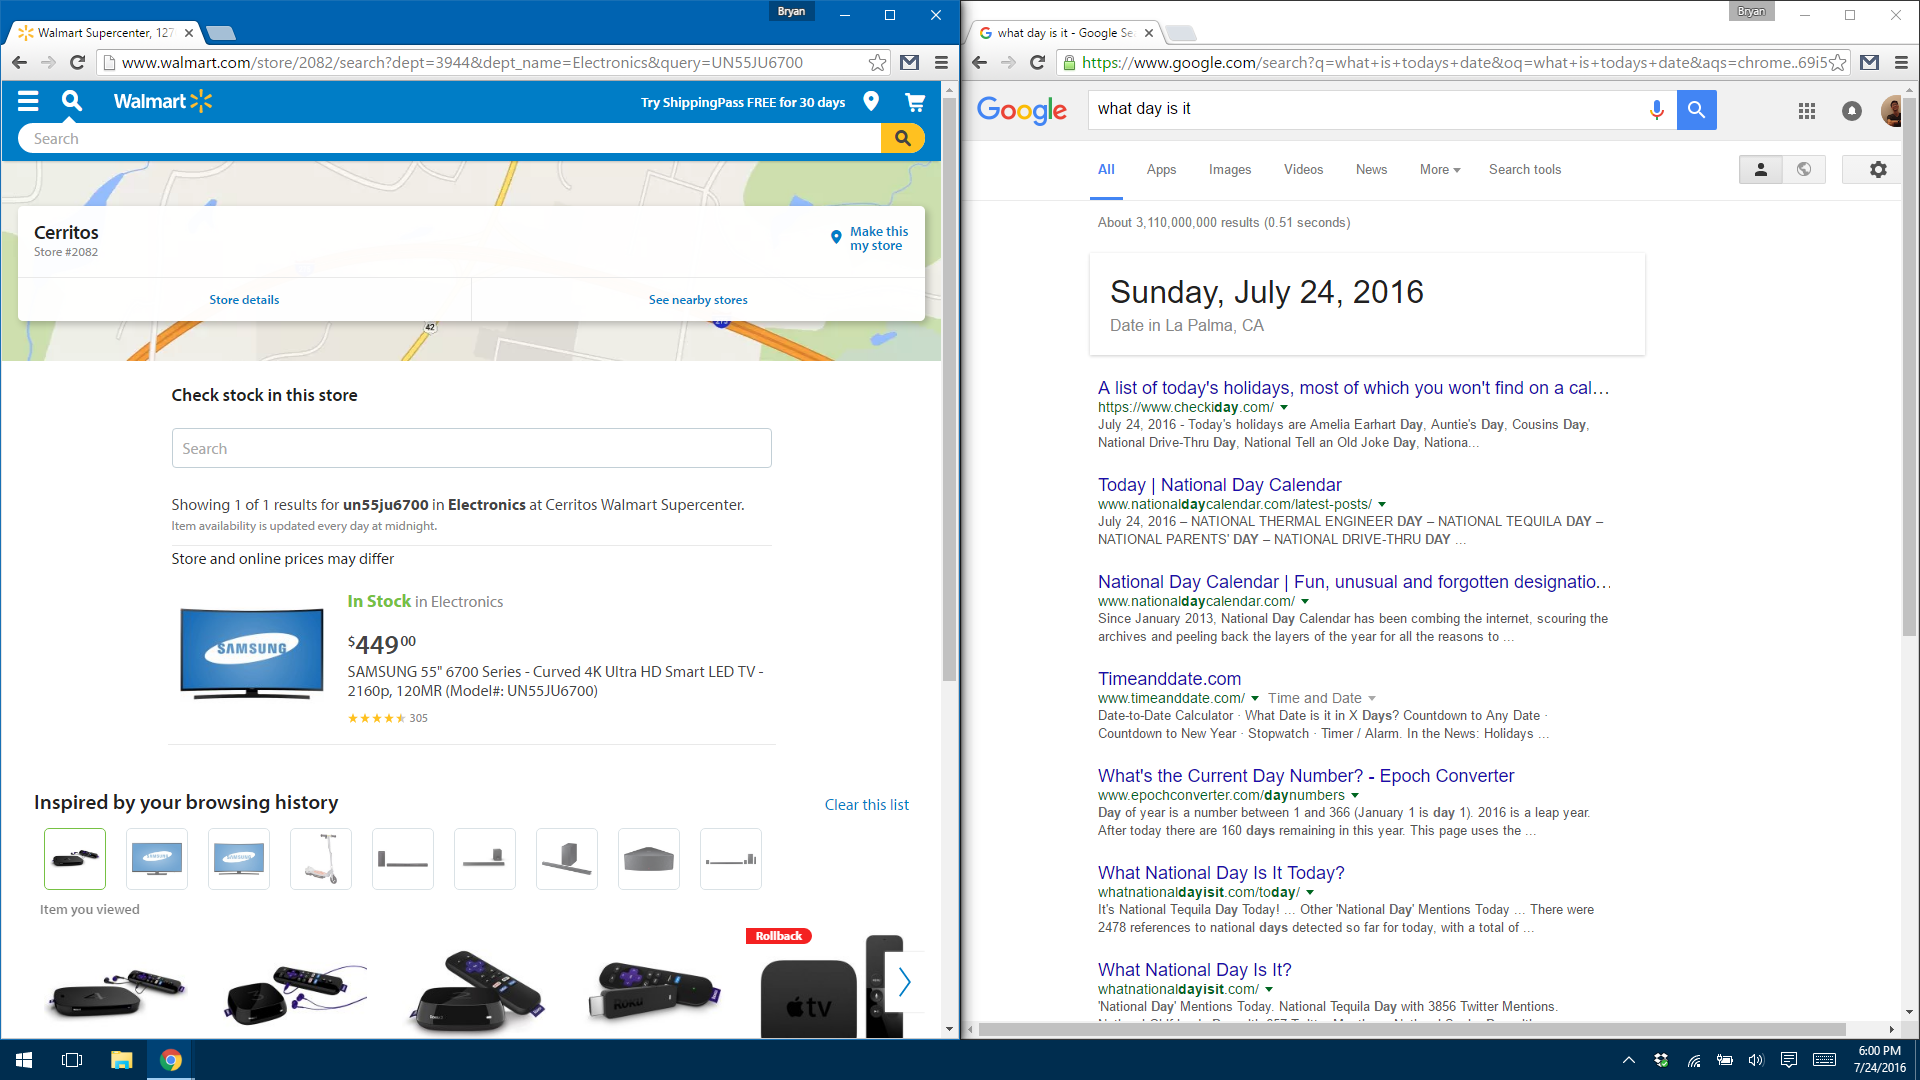 Bryan
Walmart Supercenter, 127
www.walmart.com/store/2082/search?dept=3944&dept_name=Electronics&query=UN55JU6700
Walmart
Try ShippingPass FREE for 30 days
Search
Cerritos
Store #2082
Make this
my store
Store details
See nearby stores
42
Check stock in this store
Search
Showing 1 of 1 results for un55ju6700 in Electronics at Cerritos Walmart Supercenter.
Item availability is updated every day at midnight.
Store and online prices may differ
SAMSUNG
In Stock in Electronics
$449 00
SAMSUNG 55" 6700 Series - Curved 4K Ultra HD Smart LED TV -
2160p, 120MR (Model#: UN55JU6700)
305
Inspired by your browsing history
Clear this list
SAMSUNG
SAMSUNG
Item you viewed
Rollback
Roku
tv
Bryan
what day is it - Google Se
https://www.google.com/search?q=what+is+todays+date&oq=what+is+todays+date&aqs=chrome..69i5
Google
what day is it
All
Apps
Images
Videos
News
More
Search tools
About 3,110,000,000 results (0.51 seconds)
Sunday, July 24, 2016
Date in La Palma, CA
A list of today's holidays, most of which you won't find on a cal...
https://www.checkiday.com/
July 24, 2016 - Today's holidays are Amelia Earhart Day, Auntie's Day, Cousins Day,
National Drive-Thru Day, National Tell an Old Joke Day, Nationa...
Today | National Day Calendar
www.nationaldaycalendar.com/latest-posts/
July 24, 2016 – NATIONAL THERMAL ENGINEER DAY – NATIONAL TEQUILA DAY –
NATIONAL PARENTS' DAY – NATIONAL DRIVE-THRU DAY ...
National Day Calendar | Fun, unusual and forgotten designatio...
www.nationaldaycalendar.com/
Since January 2013, National Day Calendar has been combing the internet, scouring the
archives and peeling back the layers of the year for all the reasons to ...
Timeanddate.com
www.timeanddate.com/ Time and Date
Date-to-Date Calculator · What Date is it in X Days? Countdown to Any Date ·
Countdown to New Year · Stopwatch · Timer / Alarm. In the News: Holidays ...
What's the Current Day Number? - Epoch Converter
www.epochconverter.com/daynumbers
Day of year is a number between 1 and 366 (January 1 is day 1). 2016 is a leap year.
After today there are 160 days remaining in this year. This page uses the ...
What National Day Is It Today?
whatnationaldayisit.com/today/
It's National Tequila Day Today! ... Other 'National Day' Mentions Today ... There were
2478 references to national days detected so far for today, with a total of ...
What National Day Is It?
whatnationaldayisit.com/
'National Day' Mentions Today. National Tequila Day with 3856 Twitter Mentions.
6:00 PM
7/24/2016